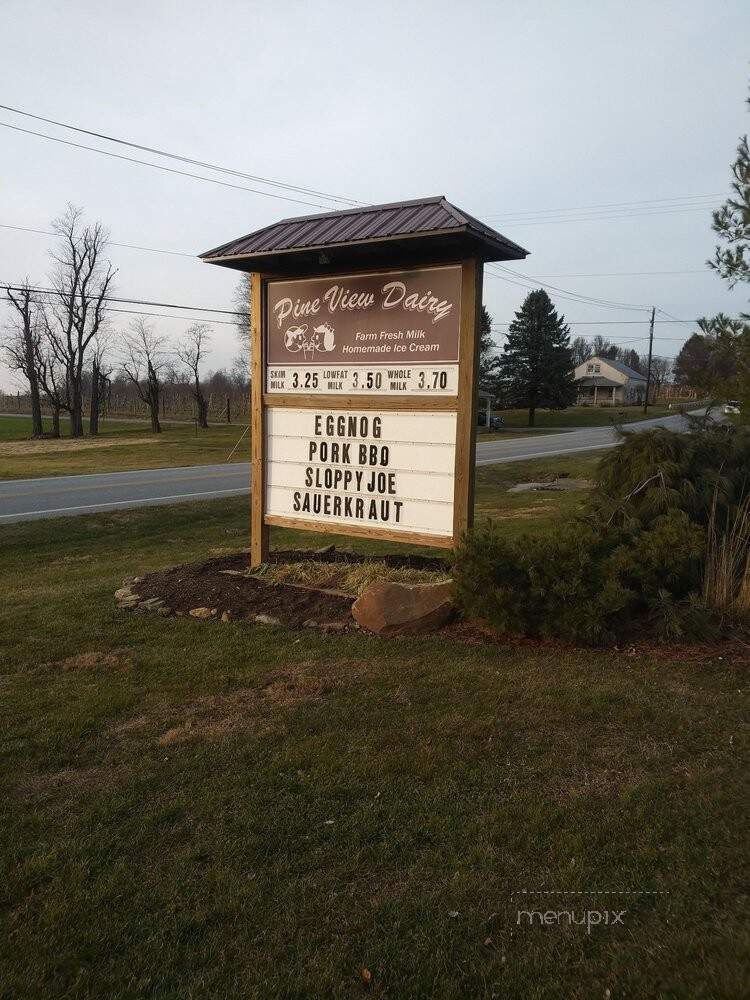 Pine View Dairy
Farm Fresh Milk
Homemade Ice Cream
SKIM MILK 3.25 LOWFAT MILK 3.50 WHOLE MILK 3.70
EGGNOG
PORK BBQ
SLOPPY JOE
SAUERKRAUT
menupix